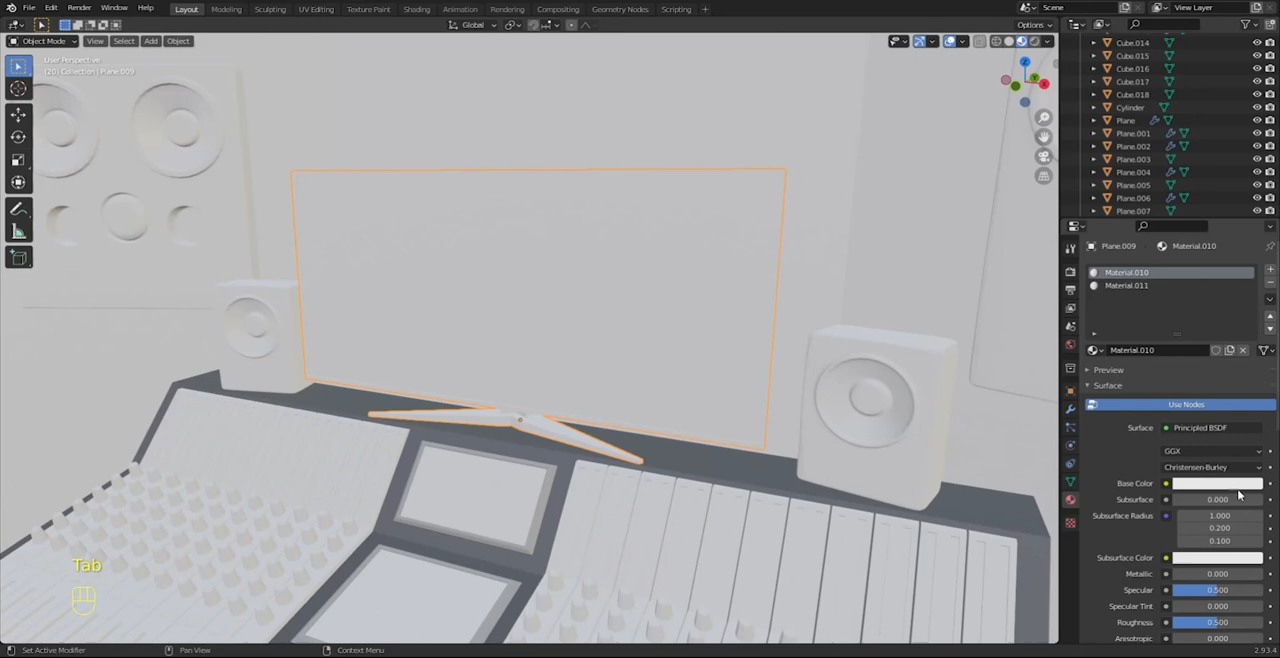 File Edit Render Window Help
Layout Modeling Sculpting UV Editing Texture Paint Shading Animation Rendering Compositing Geometry Nodes Scripting +
Scene
View Layer
Global
Options
Object Mode View Select Add Object
User Perspective
(20) Collection | Plane.009
Cube.014
Cube.015
Cube.016
Cube.017
Cube.018
Cylinder
Plane
Plane.001
Plane.002
Plane.003
Plane.004
Plane.005
Plane.006
Plane.007
Plane.009 Material.010
Material.010
Material.011
Material.010
Preview
Surface
Use Nodes
Surface Principled BSDF
GGX
Christensen-Burley
Base Color
Subsurface 0.000
Subsurface Radius 1.000
0.200
0.100
Subsurface Color
Metallic 0.000
Specular 0.500
Specular Tint 0.000
Roughness 0.500
Anisotropic 0.000
Tab
Set Active Modifier Pan View Context Menu 2.93.4